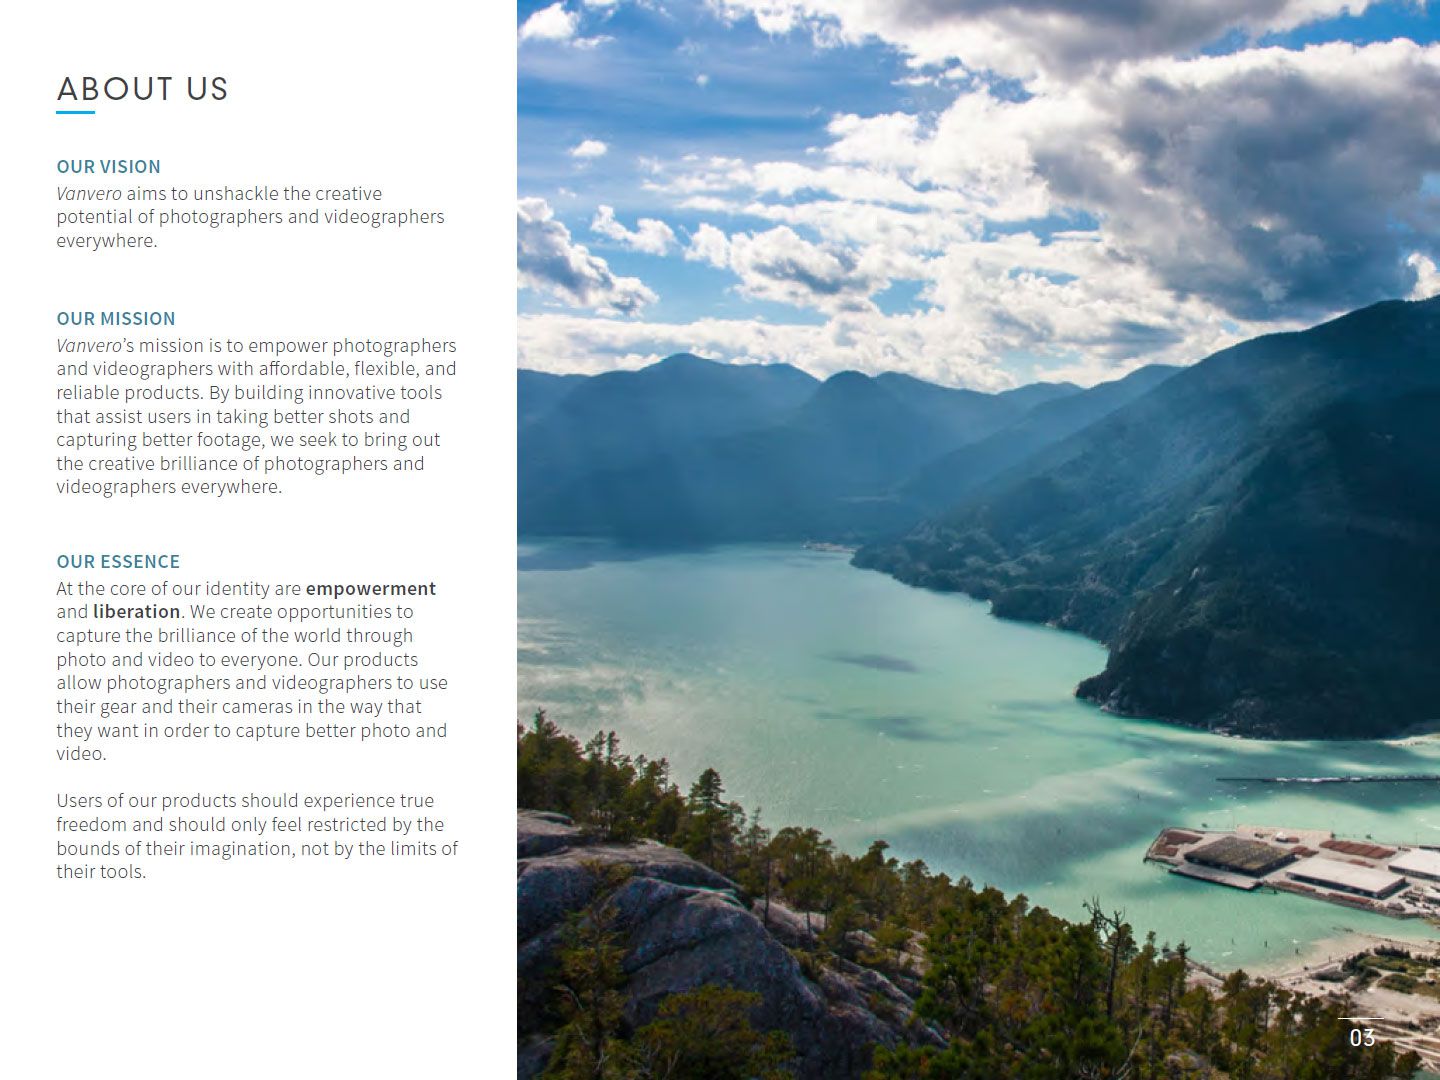 ABOUT US
OUR VISION
Vanvero aims to unshackle the creative
potential of photographers and videographers
everywhere.
OUR MISSION
Vanvero's mission is to empower photographers
and videographers with affordable, flexible, and
reliable products. By building innovative tools
that assist users in taking better shots and
capturing better footage, we seek to bring out
the creative brilliance of photographers and
videographers everywhere.
OUR ESSENCE
At the core of our identity are empowerment
and liberation. We create opportunities to
capture the brilliance of the world through
photo and video to everyone. Our products
allow photographers and videographers to use
their gear and their cameras in the way that
they want in order to capture better photo and
video.
Users of our products should experience true
freedom and should only feel restricted by the
bounds of their imagination, not by the limits of
their tools.
03